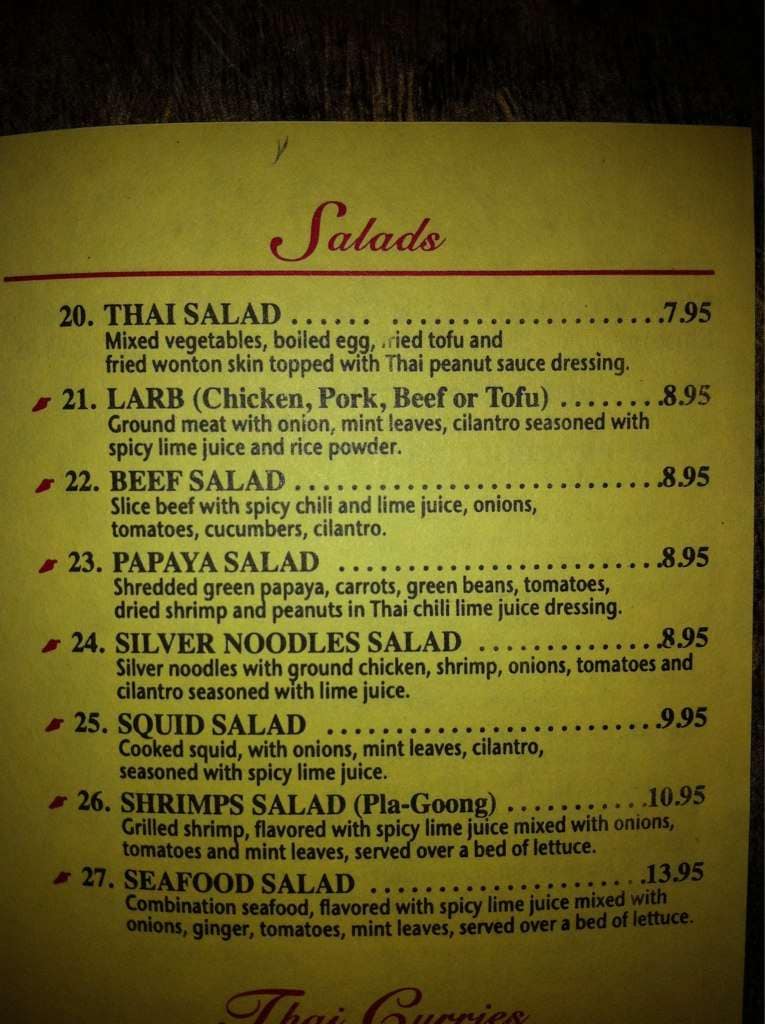 Salads
20. THAI SALAD ...... .....................7.95
Mixed vegetables, boiled egg, fried tofu and
fried wonton skin topped with Thai peanut sauce dressing.
21. LARB (Chicken, Pork, Beef or Tofu) ........8.95
Ground meat with onion, mint leaves, cilantro seasoned with
spicy lime juice and rice powder.
22. BEEF SALAD ............................8.95
Slice beef with spicy chili and lime juice, onions,
tomatoes, cucumbers, cilantro.
23. PAPAYA SALAD .........................8.95
Shredded green papaya, carrots, green beans, tomatoes,
dried shrimp and peanuts in Thai chili lime juice dressing.
24. SILVER NOODLES SALAD ..............8.95
Silver noodles with ground chicken, shrimp, onions, tomatoes and
cilantro seasoned with lime juice.
25. SQUID SALAD .........................9.95
Cooked squid, with onions, mint leaves, cilantro,
seasoned with spicy lime juice.
26. SHRIMPS SALAD (Pla-Goong) ..........10.95
Grilled shrimp, flavored with spicy lime juice mixed with onions,
tomatoes and mint leaves, served over a bed of lettuce.
27. SEAFOOD SALAD .....................13.95
Combination seafood, flavored with spicy lime juice mixed with
onions, ginger, tomatoes, mint leaves, served over a bed of lettuce.
Thai Curries